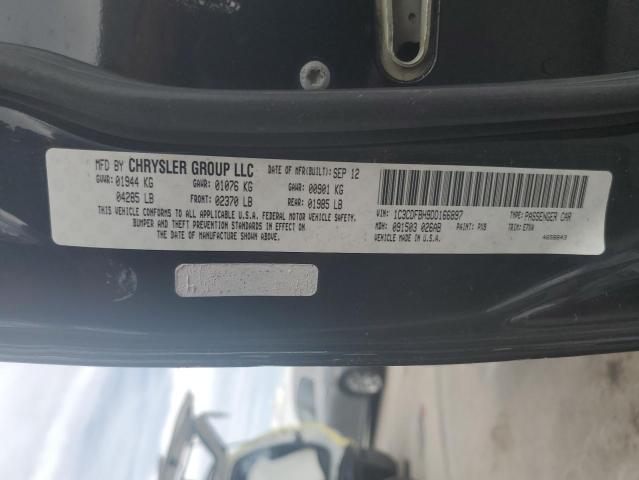 MFD BY CHRYSLER GROUP LLC DATE OF MFR(BUILT): SEP 12
GVWR: 01944 KG GAWR: 01076 KG GAWR: 00901 KG
04285 LB FRONT: 02370 LB REAR: 01985 LB
THIS VEHICLE CONFORMS TO ALL APPLICABLE U.S.A. FEDERAL MOTOR VEHICLE SAFETY,
BUMPER AND THEFT PREVENTION STANDARDS IN EFFECT ON
THE DATE OF MANUFACTURE SHOWN ABOVE.
VIN: 1C3CDFBH9DD166897 TYPE: PASSENGER CAR
MDH: 091503 026AB PAINT: PX8 TRIM:
VEHICLE MADE IN U.S.A. 4658843